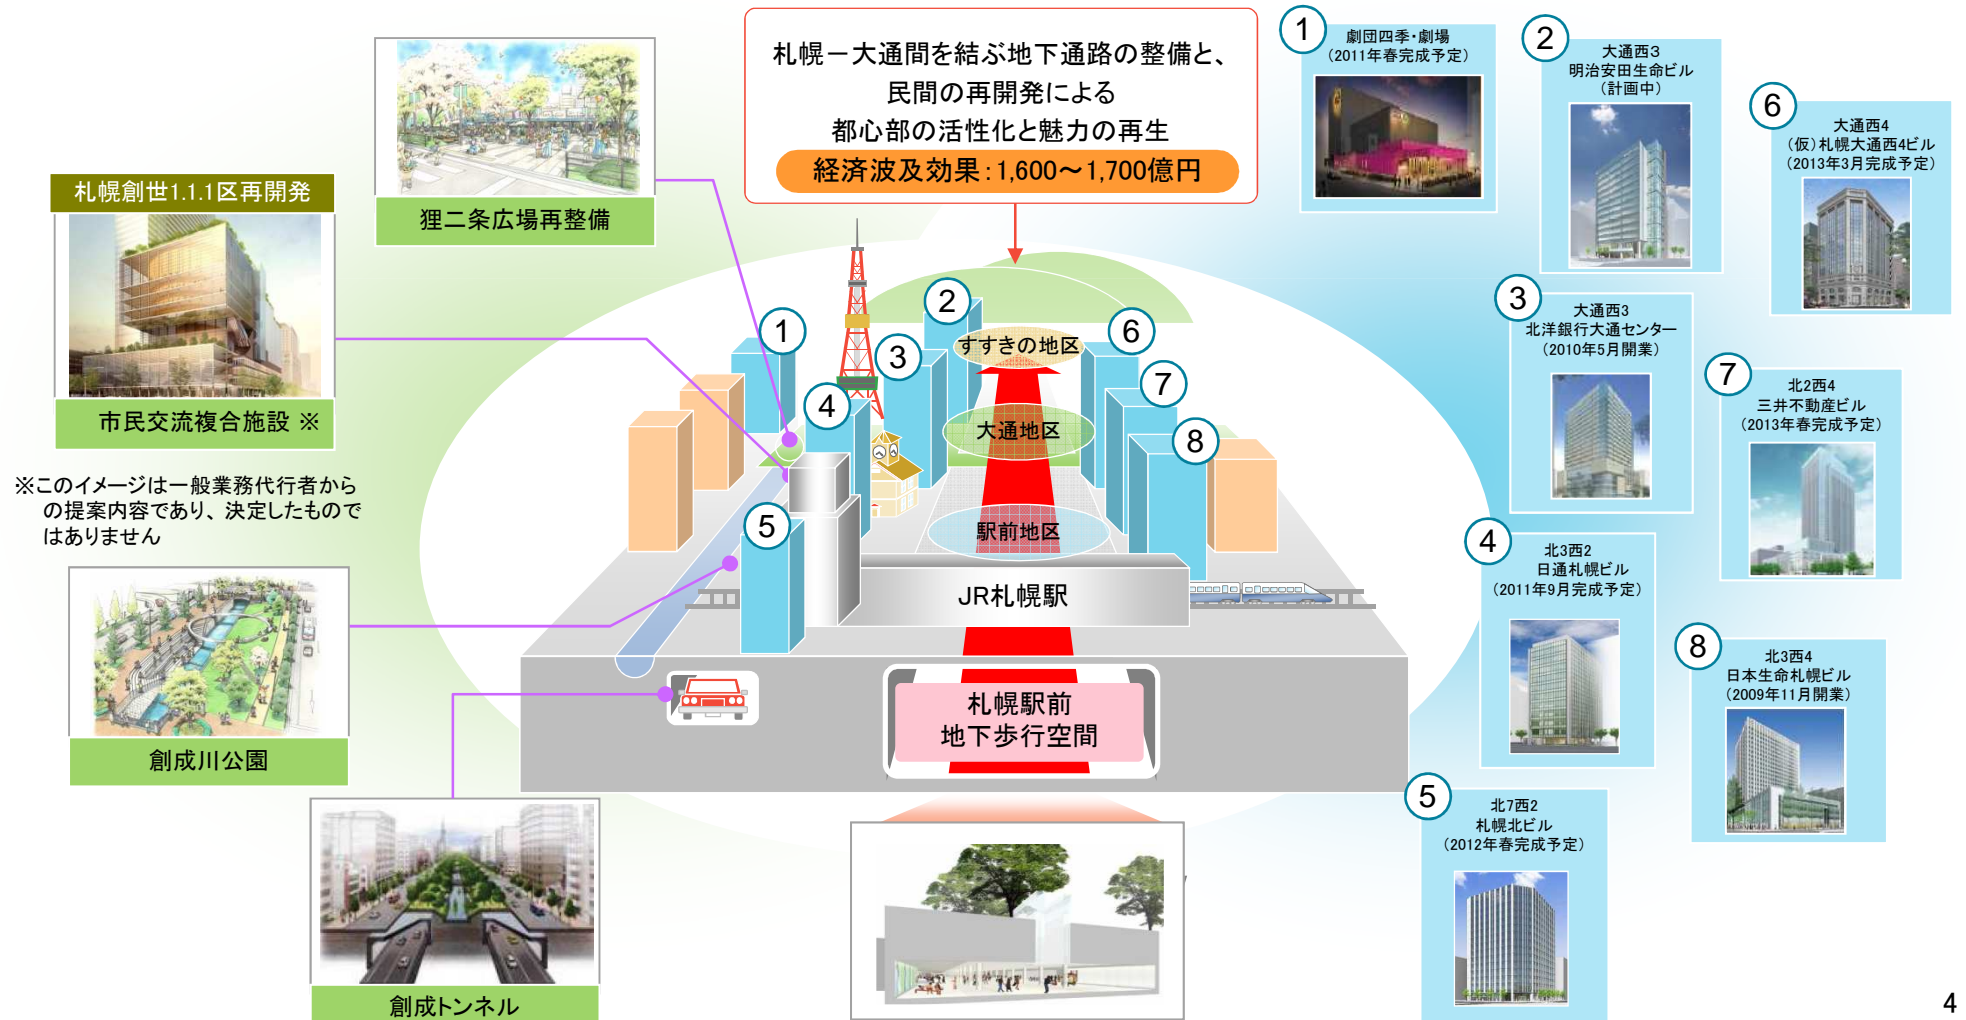 札幌－大通間を結ぶ地下通路の整備と、
民間の再開発による
都心部の活性化と魅力の再生
経済波及効果：1,600～1,700億円
狸二条広場再整備
札幌創世1.1.1区再開発
市民交流複合施設 ※
※このイメージは一般業務代行者から
の提案内容であり、決定したもので
はありません
創成川公園
創成トンネル
①
②
③
④
⑤
⑥
⑦
⑧
すすきの地区
大通地区
駅前地区
JR札幌駅
札幌駅前
地下歩行空間
①
劇団四季・劇場
（2011年春完成予定）
②
大通西3
明治安田生命ビル
（計画中）
③
大通西3
北洋銀行大通センター
（2010年5月開業）
④
北3西2
日通札幌ビル
（2011年9月完成予定）
⑤
北7西2
札幌北ビル
（2012年春完成予定）
⑥
大通西4
（仮）札幌大通西4ビル
（2013年3月完成予定）
⑦
北2西4
三井不動産ビル
（2013年春完成予定）
⑧
北3西4
日本生命札幌ビル
（2009年11月開業）
4